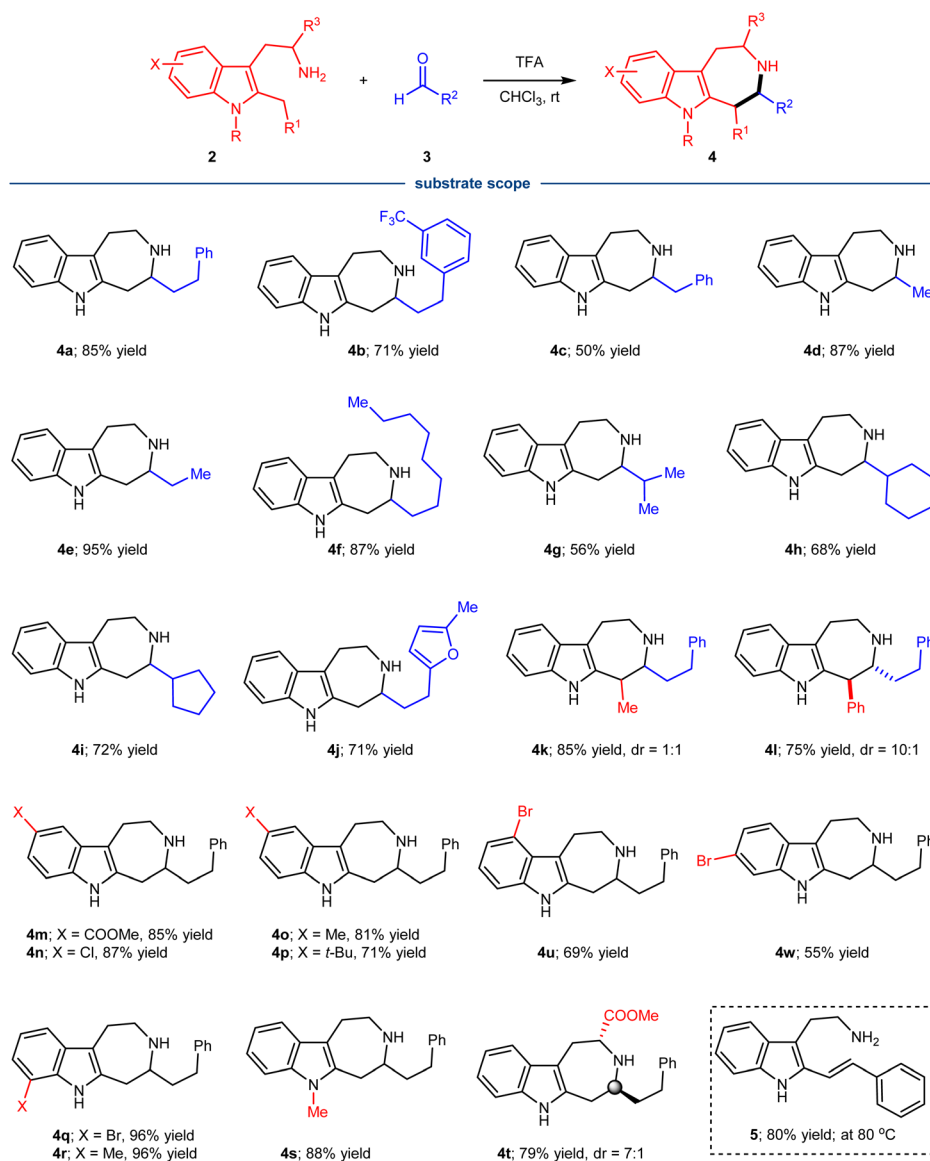 R³
X
NH₂
N
R
R¹
2
+
O
H
R²
3
TFA
CHCl₃, rt
R³
X
NH
R²
N
R
R¹
4
substrate scope
NH
Ph
N
H
4a; 85% yield
F₃C
NH
N
H
4b; 71% yield
NH
Ph
N
H
4c; 50% yield
NH
Me
N
H
4d; 87% yield
NH
Me
N
H
4e; 95% yield
Me
NH
N
H
4f; 87% yield
NH
Me
N
H
Me
4g; 56% yield
NH
N
H
4h; 68% yield
NH
N
H
4i; 72% yield
Me
O
NH
N
H
4j; 71% yield
NH
Ph
N
H
Me
4k; 85% yield, dr = 1:1
NH
Ph
N
H
Ph
4l; 75% yield, dr = 10:1
X
NH
Ph
N
H
4m; X = COOMe, 85% yield
4n; X = Cl, 87% yield
X
NH
Ph
N
H
4o; X = Me, 81% yield
4p; X = t-Bu, 71% yield
Br
NH
Ph
N
H
4u; 69% yield
Br
NH
Ph
N
H
4w; 55% yield
NH
Ph
N
H
X
4q; X = Br, 96% yield
4r; X = Me, 96% yield
NH
Ph
N
Me
4s; 88% yield
COOMe
NH
Ph
N
H
4t; 79% yield, dr = 7:1
NH₂
N
H
5; 80% yield; at 80 ºC